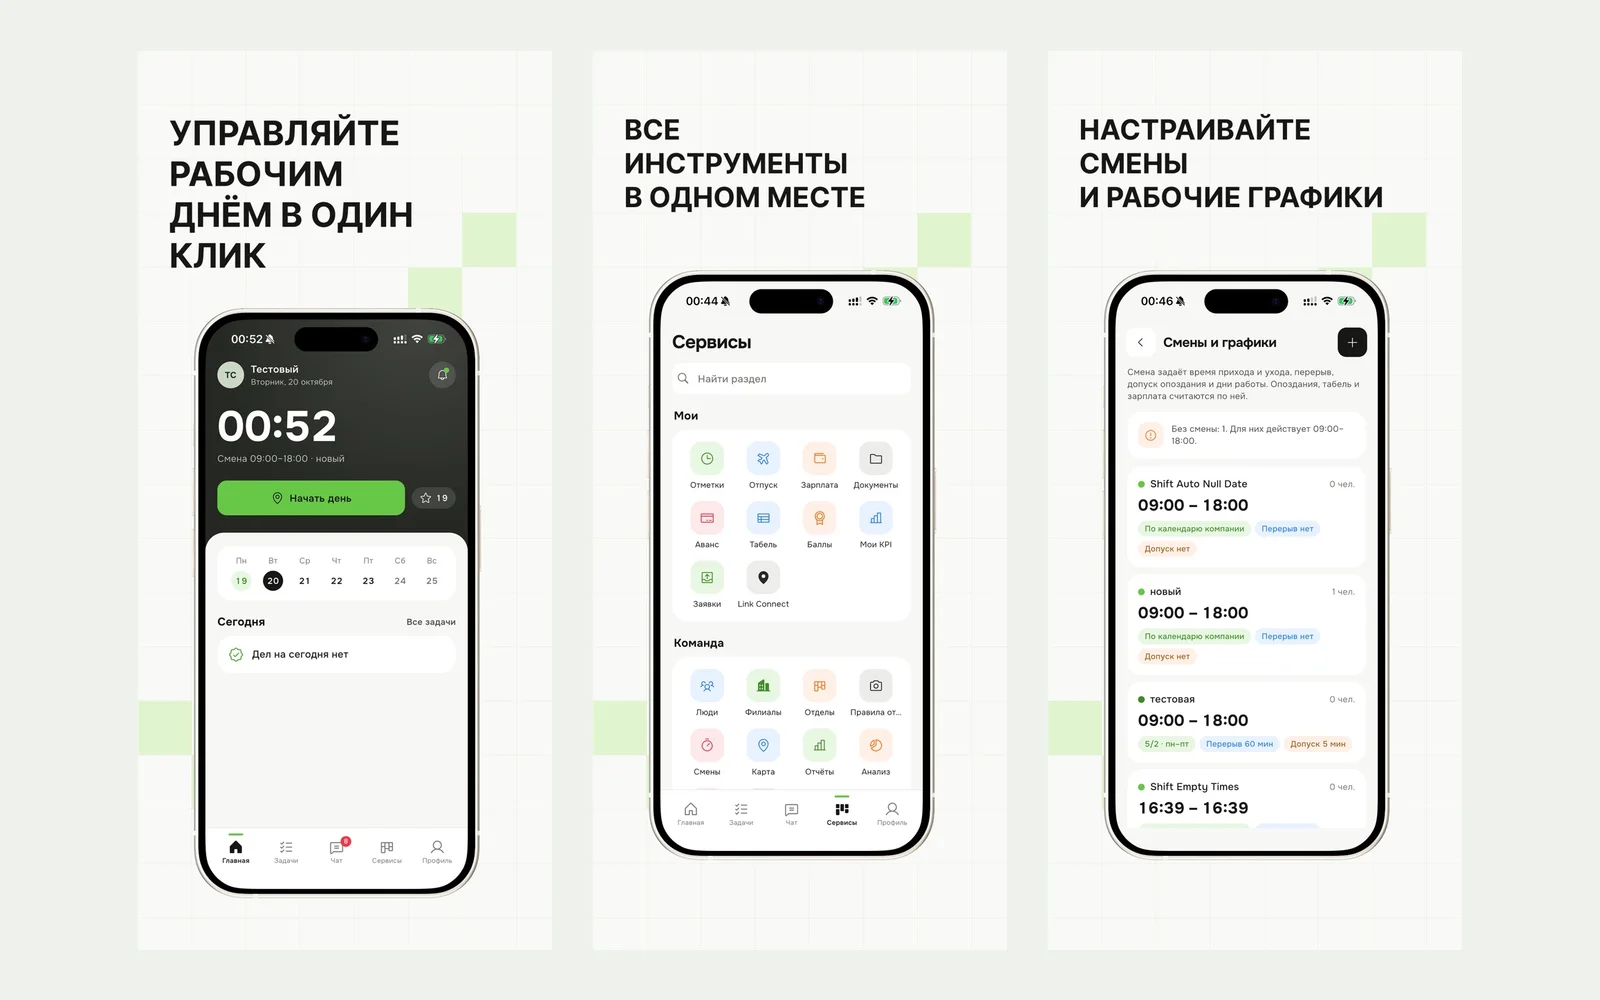 УПРАВЛЯЙТЕ
РАБОЧИМ
ДНЁМ В ОДИН
КЛИК
00:52
ТС
Тестовый
Вторник, 20 октября
00:52
Смена 09:00–18:00 · новый
Начать день
19
Пн Вт Ср Чт Пт Сб Вс
19 20 21 22 23 24 25
Сегодня
Все задачи
Дел на сегодня нет
8
Главная Задачи Чат Сервисы Профиль
ВСЕ
ИНСТРУМЕНТЫ
В ОДНОМ МЕСТЕ
00:44
Сервисы
Найти раздел
Мои
Отметки Отпуск Зарплата Документы
Аванс Табель Баллы Мои KPI
Заявки Link Connect
Команда
Люди Филиалы Отделы Правила от...
Смены Карта Отчёты Анализ
Главная Задачи Чат Сервисы Профиль
НАСТРАИВАЙТЕ
СМЕНЫ
И РАБОЧИЕ ГРАФИКИ
00:46
Смены и графики
Смена задаёт время прихода и ухода, перерыв,
допуск опоздания и дни работы. Опоздания, табель и
зарплата считаются по ней.
Без смены: 1. Для них действует 09:00–
18:00.
Shift Auto Null Date
0 чел.
09:00 – 18:00
По календарю компании Перерыв нет
Допуск нет
новый
1 чел.
09:00 – 18:00
По календарю компании Перерыв нет
Допуск нет
тестовая
0 чел.
09:00 – 18:00
5/2 · пн–пт Перерыв 60 мин Допуск 5 мин
Shift Empty Times
0 чел.
16:39 – 16:39